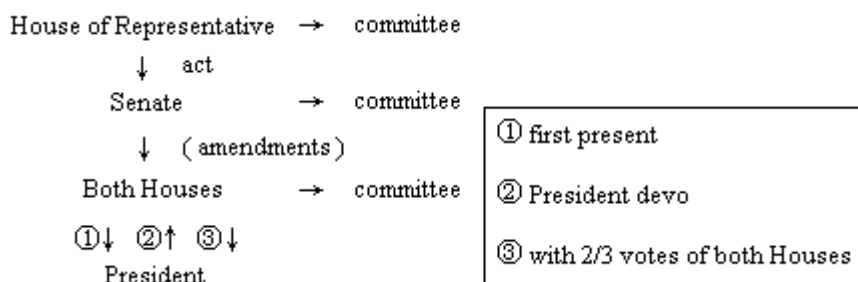 House of Representative → committee
↓ act
Senate → committee
↓ (amendments)
Both Houses → committee
①↓ ②↑ ③↓
President
① first present
② President devo
③ with 2/3 votes of both Houses